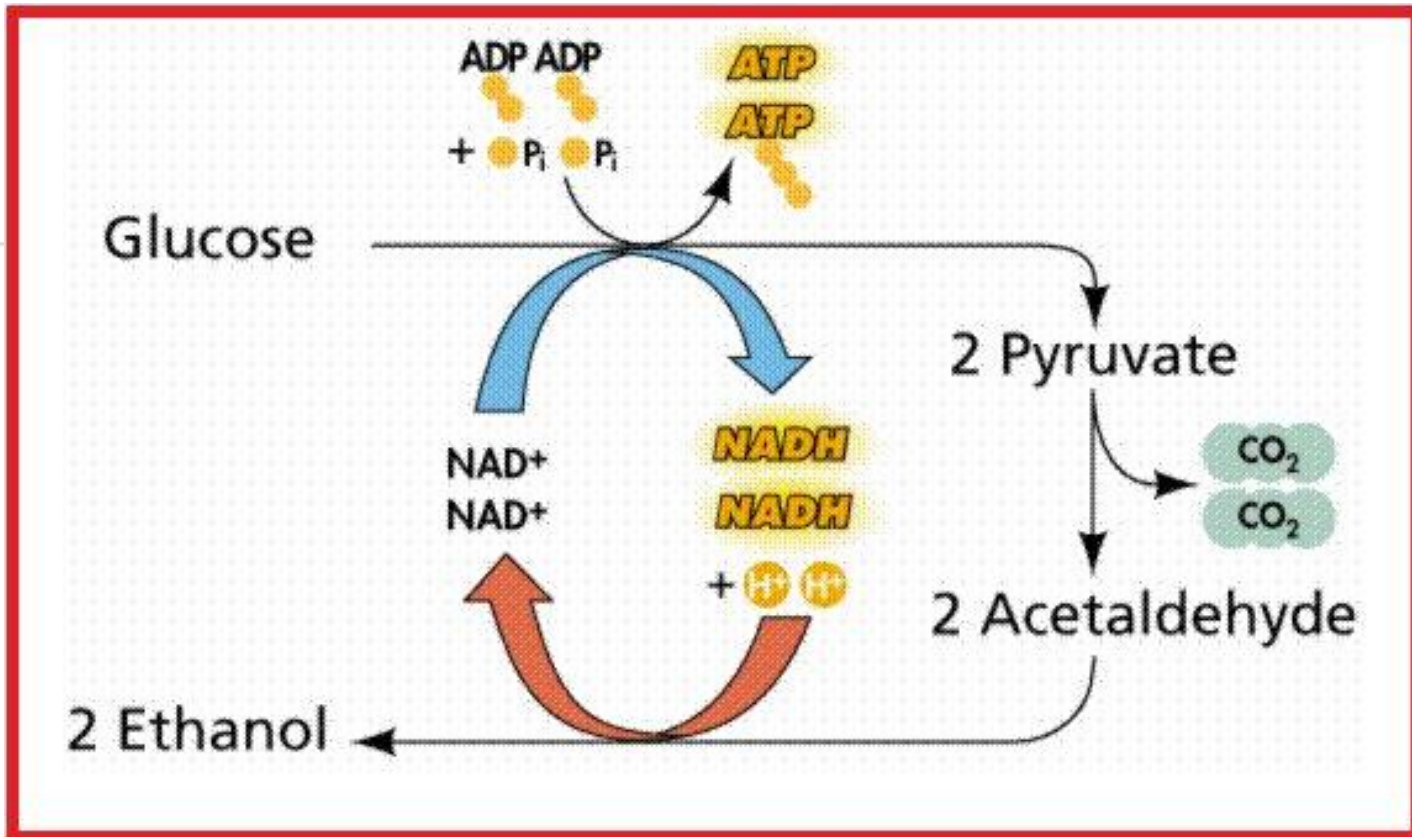 ADP ADP
ATP
ATP
+ Pi Pi
Glucose
2 Pyruvate
NAD+
NAD+
NADH
NADH
+ H+ H+
CO2
CO2
2 Acetaldehyde
2 Ethanol